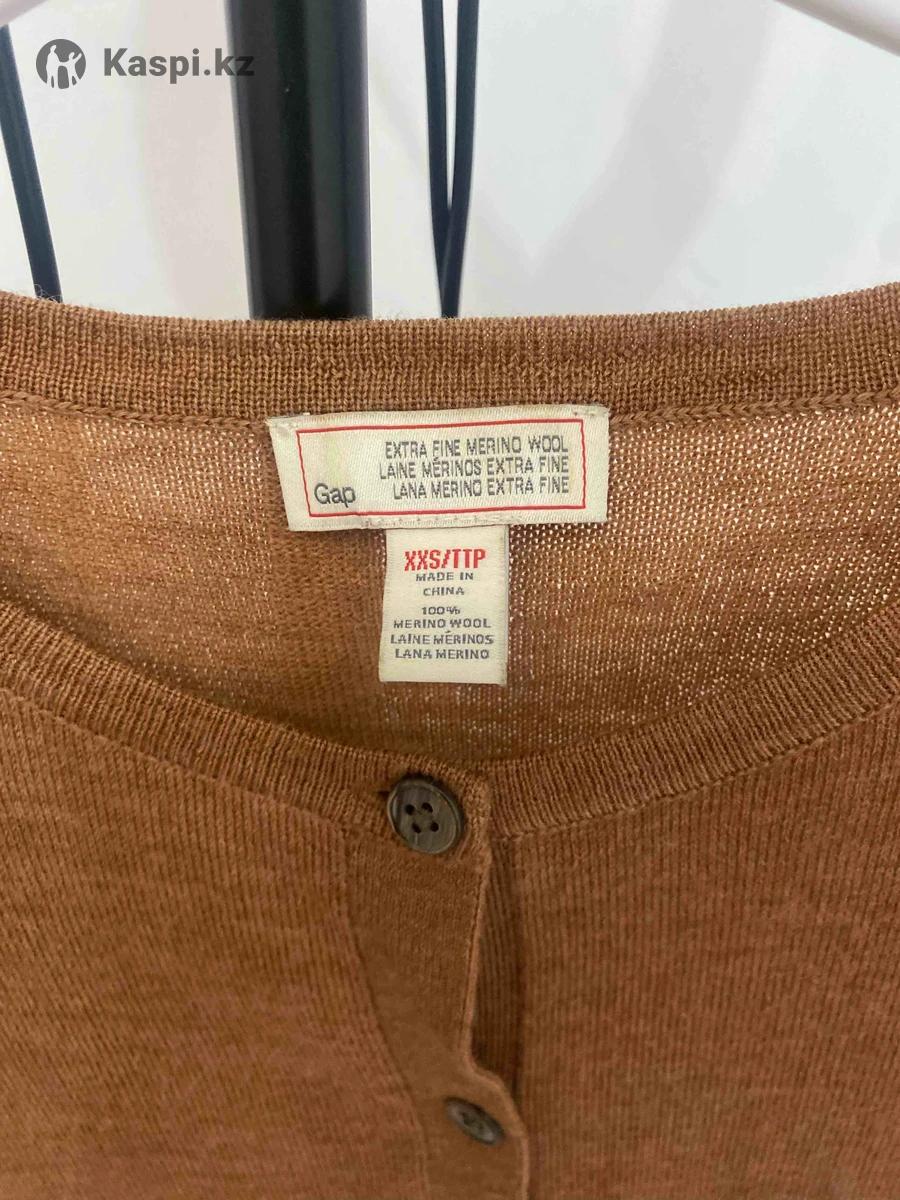 Kaspi.kz
EXTRA FINE MERINO WOOL
LAINE MÉRINOS EXTRA FINE
Gap LANA MERINO EXTRA FINE
XXS/TTP
MADE IN
CHINA
100%
MERINO WOOL
LAINE MÉRINOS
LANA MERINO